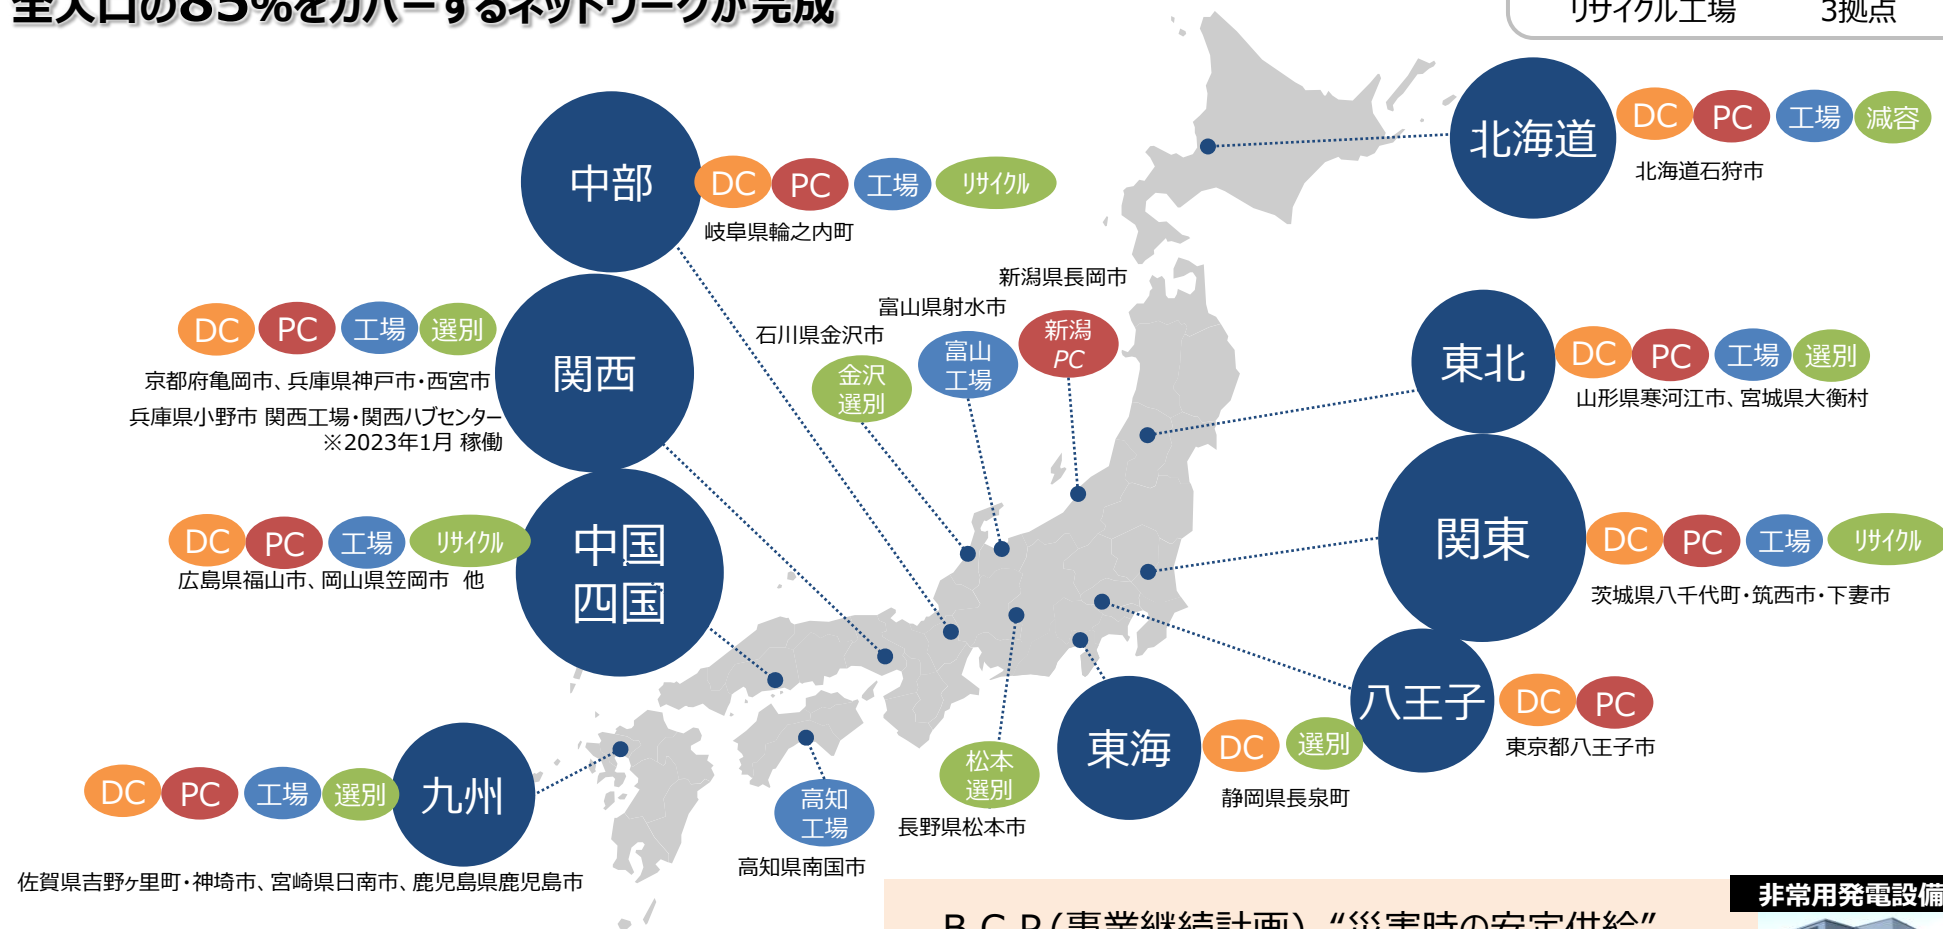 全人口の85%をカバーするネットワークが完成
リサイクル工場 3拠点
北海道
DC PC 工場 減容
北海道石狩市
中部
DC PC 工場 リサイクル
岐阜県輪之内町
新潟県長岡市
新潟
PC
富山県射水市
富山
工場
石川県金沢市
金沢
選別
関西
DC PC 工場 選別
京都府亀岡市、兵庫県神戸市・西宮市
兵庫県小野市 関西工場・関西ハブセンター
※2023年1月 稼働
東北
DC PC 工場 選別
山形県寒河江市、宮城県大衡村
中国
四国
DC PC 工場 リサイクル
広島県福山市、岡山県笠岡市 他
関東
DC PC 工場 リサイクル
茨城県八千代町・筑西市・下妻市
八王子
DC PC
東京都八王子市
東海
DC 選別
静岡県長泉町
松本
選別
長野県松本市
高知
工場
高知県南国市
九州
DC PC 工場 選別
佐賀県吉野ヶ里町・神埼市、宮崎県日南市、鹿児島県鹿児島市
非常用発電設備
B.C.P.(事業継続計画) “災害時の安定供給”